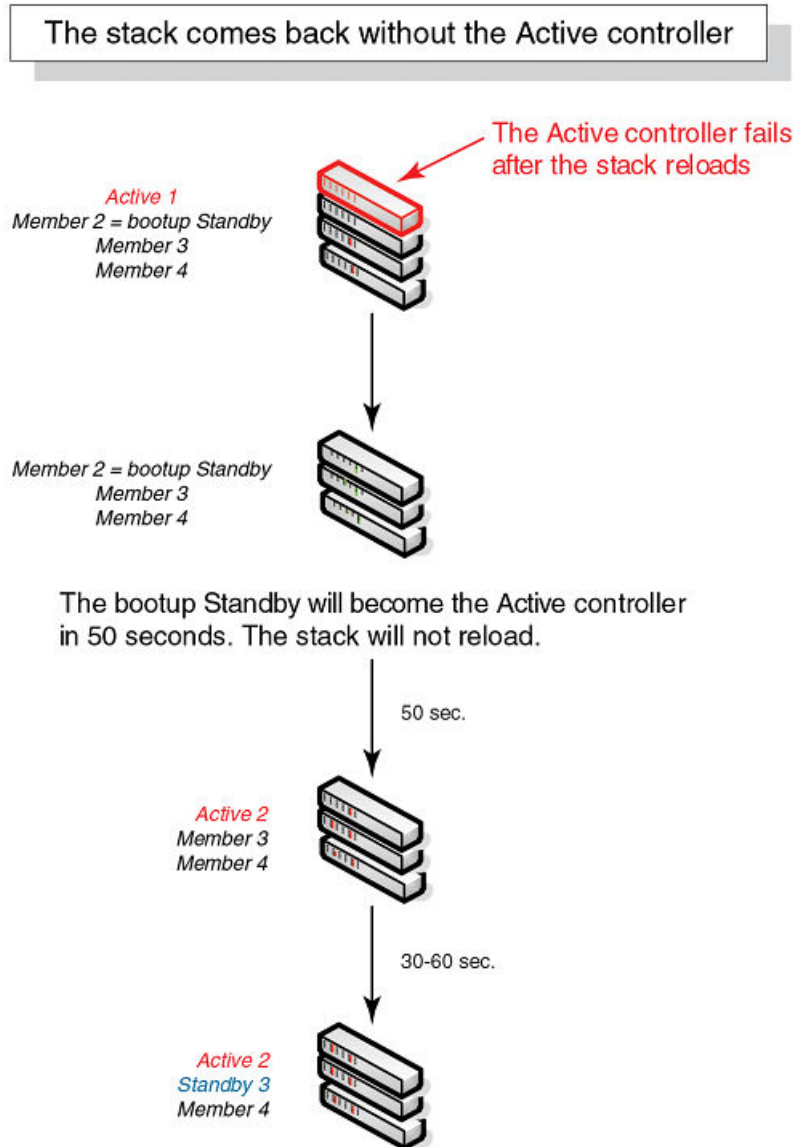 The stack comes back without the Active controller
The Active controller fails
after the stack reloads
Active 1
Member 2 = bootup Standby
Member 3
Member 4
Member 2 = bootup Standby
Member 3
Member 4
The bootup Standby will become the Active controller
in 50 seconds. The stack will not reload.
50 sec.
Active 2
Member 3
Member 4
30-60 sec.
Active 2
Standby 3
Member 4